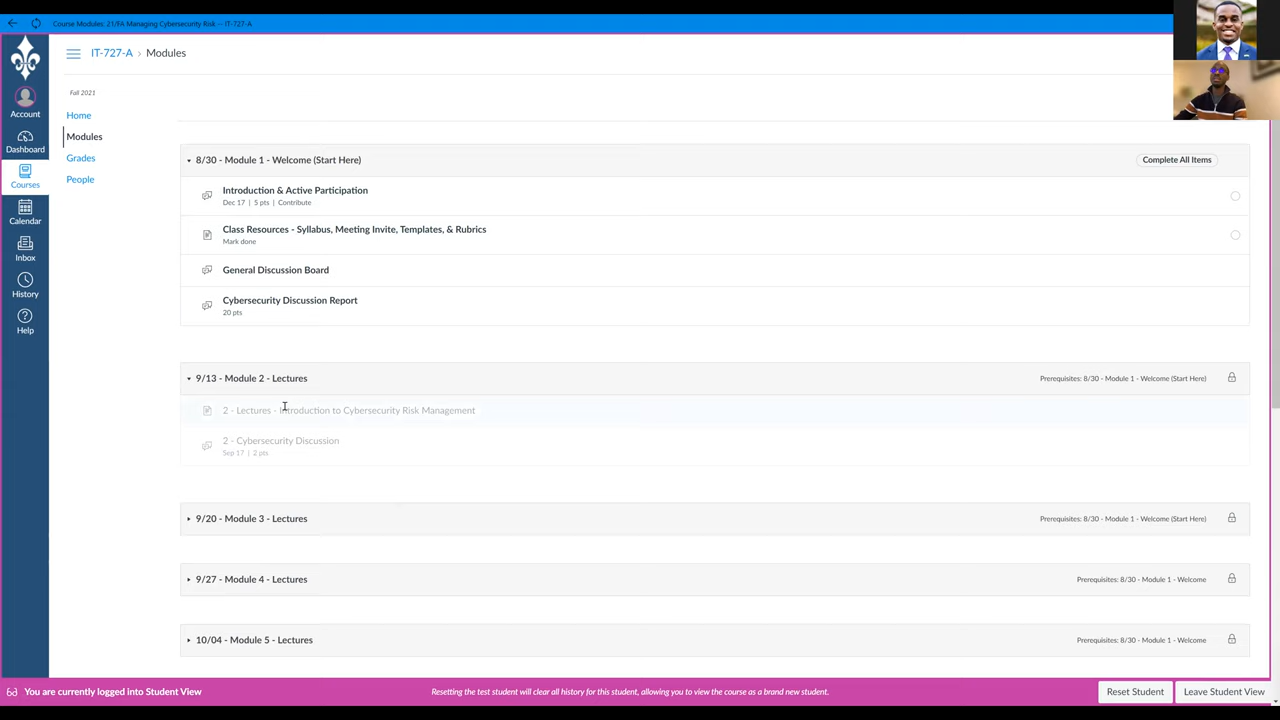 Course Modules: 21/FA Managing Cybersecurity Risk -- IT-727-A
IT-727-A › Modules
Account
Dashboard
Courses
Calendar
Inbox
History
Help
Fall 2021
Home
Modules
Grades
People
8/30 - Module 1 - Welcome (Start Here)
Complete All Items
Introduction & Active Participation
Dec 17 | 5 pts | Contribute
Class Resources - Syllabus, Meeting Invite, Templates, & Rubrics
Mark done
General Discussion Board
Cybersecurity Discussion Report
20 pts
9/13 - Module 2 - Lectures
Prerequisites: 8/30 - Module 1 - Welcome (Start Here)
2 - Lectures - Introduction to Cybersecurity Risk Management
2 - Cybersecurity Discussion
Sep 17 | 2 pts
9/20 - Module 3 - Lectures
Prerequisites: 8/30 - Module 1 - Welcome (Start Here)
9/27 - Module 4 - Lectures
Prerequisites: 8/30 - Module 1 - Welcome
10/04 - Module 5 - Lectures
Prerequisites: 8/30 - Module 1 - Welcome
You are currently logged into Student View
Resetting the test student will clear all history for this student, allowing you to view the course as a brand new student.
Reset Student
Leave Student View